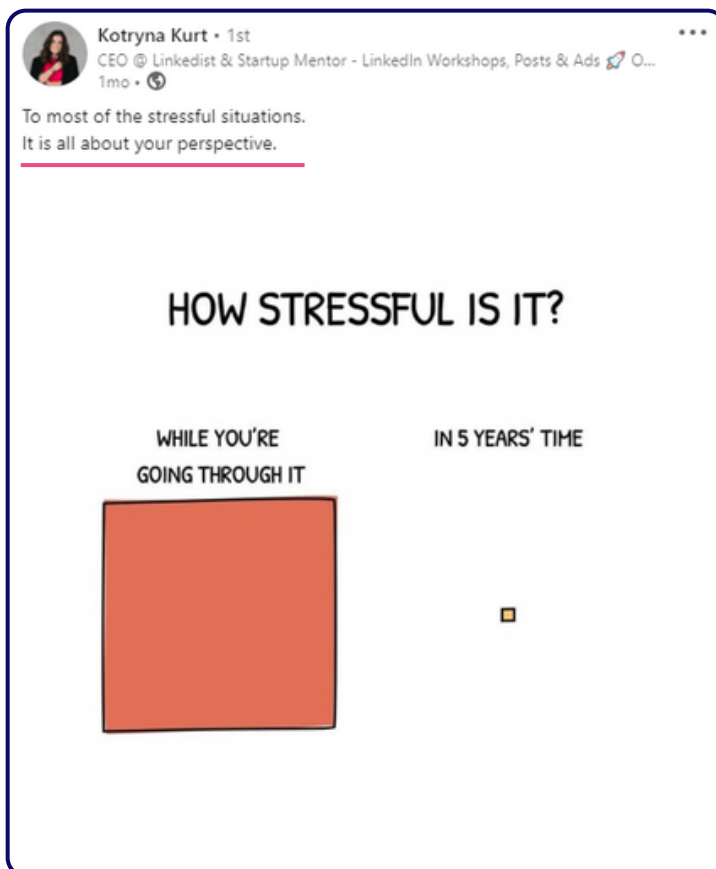 Kotryna Kurt • 1st
CEO @ Linkedist & Startup Mentor - LinkedIn Workshops, Posts & Ads 🚀 O...
1mo •
To most of the stressful situations.
It is all about your perspective.
HOW STRESSFUL IS IT?
WHILE YOU'RE
GOING THROUGH IT
IN 5 YEARS' TIME